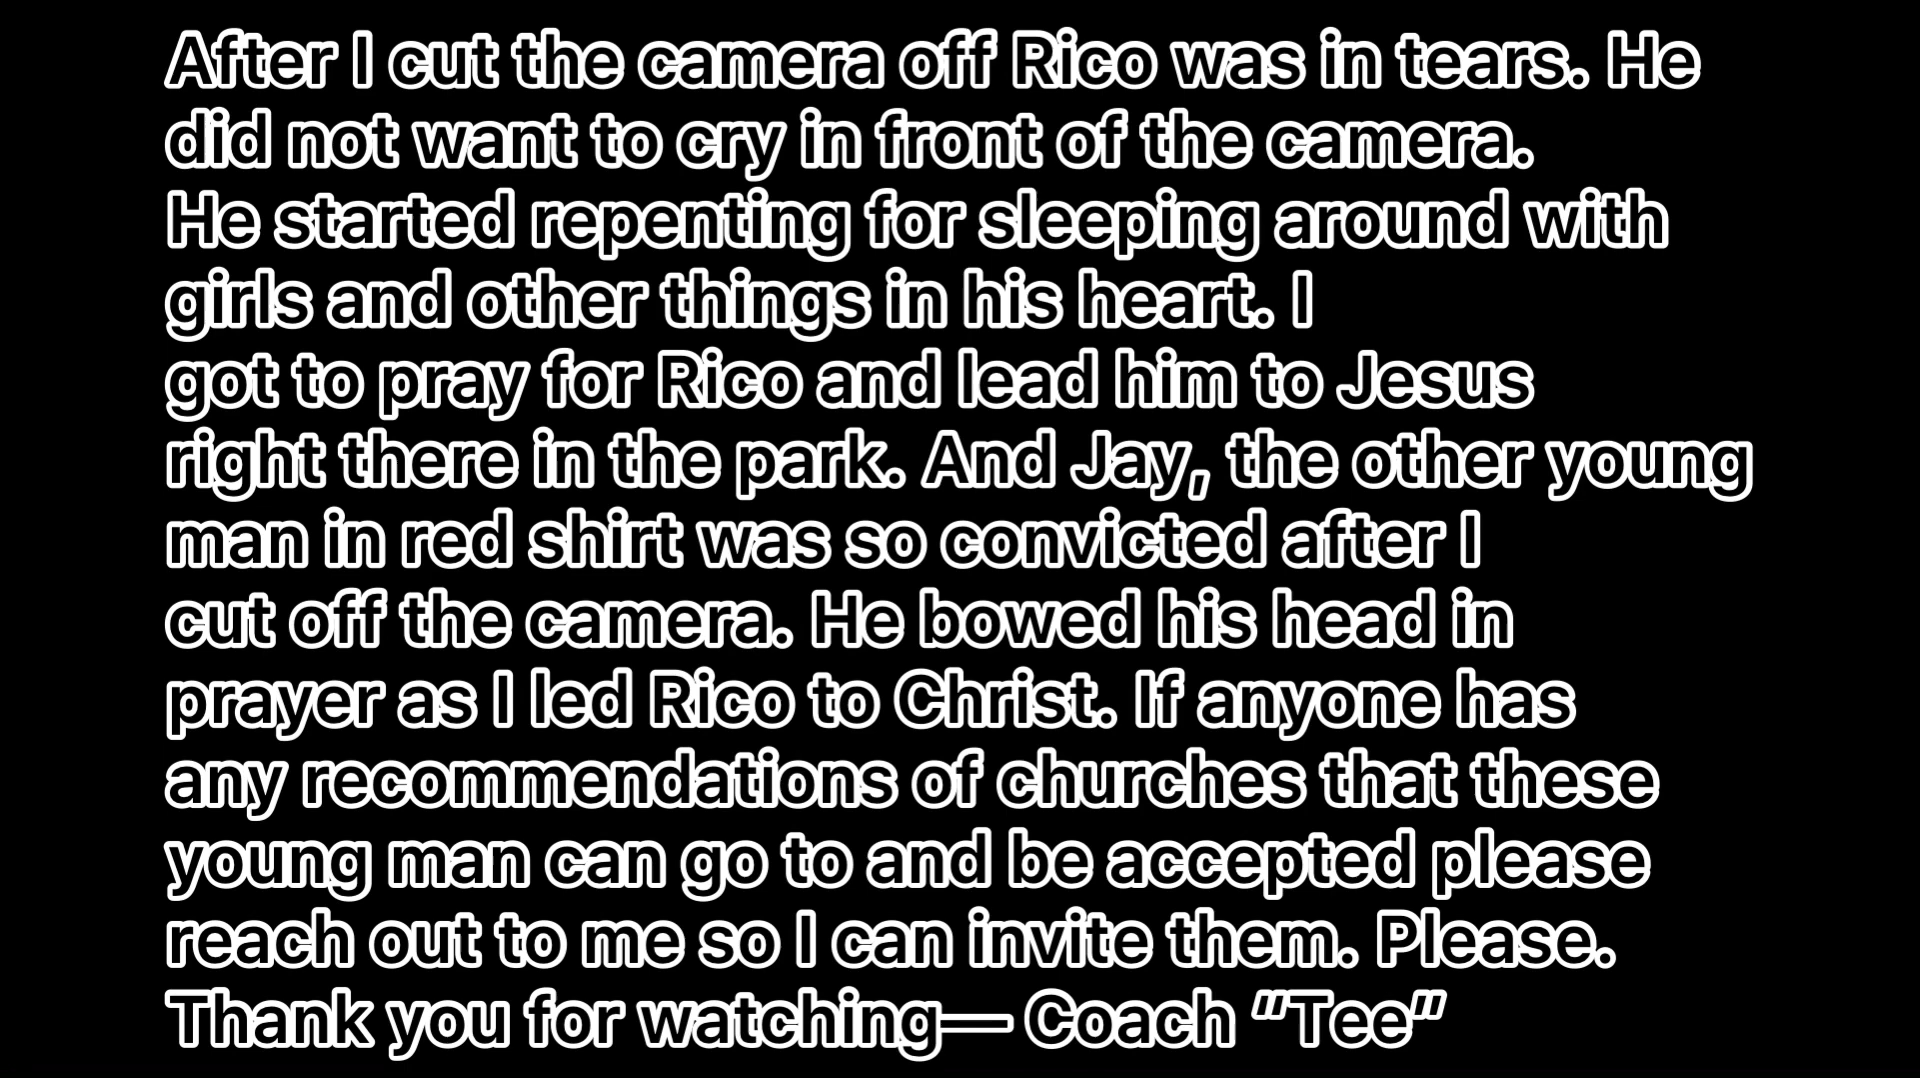 After I cut the camera off Rico was in tears. He
did not want to cry in front of the camera.
He started repenting for sleeping around with
girls and other things in his heart. I
got to pray for Rico and lead him to Jesus
right there in the park. And Jay, the other young
man in red shirt was so convicted after I
cut off the camera. He bowed his head in
prayer as I led Rico to Christ. If anyone has
any recommendations of churches that these
young man can go to and be accepted please
reach out to me so I can invite them. Please.
Thank you for watching— Coach “Tee”